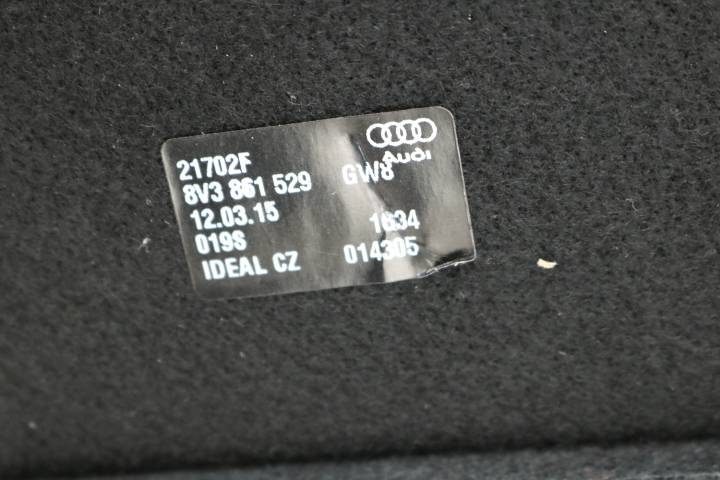 21702F Audi
8V3 861 529 GW8
12.03.15 1634
019S 014305
IDEAL CZ